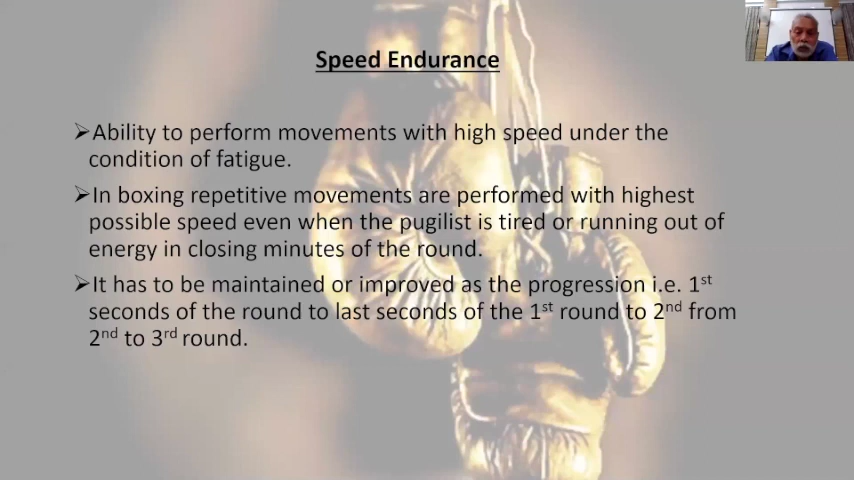 Speed Endurance
➢Ability to perform movements with high speed under the
condition of fatigue.
➢In boxing repetitive movements are performed with highest
possible speed even when the pugilist is tired or running out of
energy in closing minutes of the round.
➢It has to be maintained or improved as the progression i.e. 1st
seconds of the round to last seconds of the 1st round to 2nd from
2nd to 3rd round.